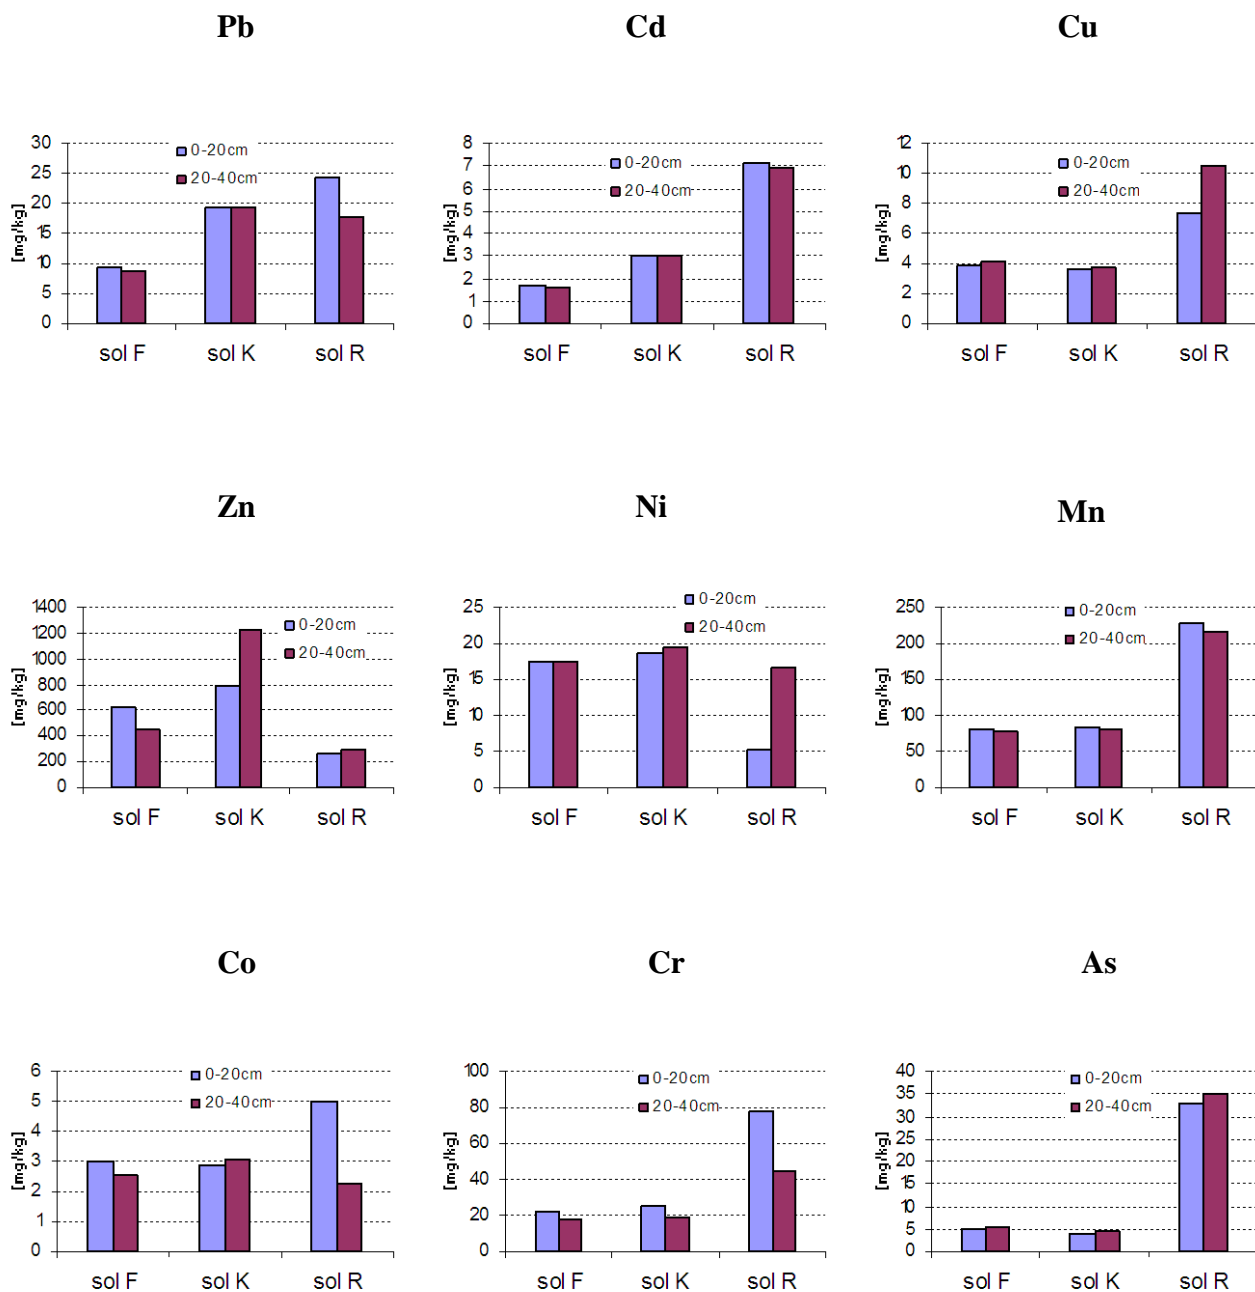 Pb
30
25
20
15
10
5
0
[mg/kg]
0-20cm
20-40cm
sol F sol K sol R
Cd
8
7
6
5
4
3
2
1
0
[mg/kg]
0-20cm
20-40cm
sol F sol K sol R
Cu
12
10
8
6
4
2
0
[mg/kg]
0-20cm
20-40cm
sol F sol K sol R
Zn
1400
1200
1000
800
600
400
200
0
[mg/kg]
0-20cm
20-40cm
sol F sol K sol R
Ni
25
20
15
10
5
0
[mg/kg]
0-20cm
20-40cm
sol F sol K sol R
Mn
250
200
150
100
50
0
[mg/kg]
0-20cm
20-40cm
sol F sol K sol R
Co
6
5
4
3
2
1
0
[mg/kg]
0-20cm
20-40cm
sol F sol K sol R
Cr
100
80
60
40
20
0
[mg/kg]
0-20cm
20-40cm
sol F sol K sol R
As
40
35
30
25
20
15
10
5
0
[mg/kg]
0-20cm
20-40cm
sol F sol K sol R